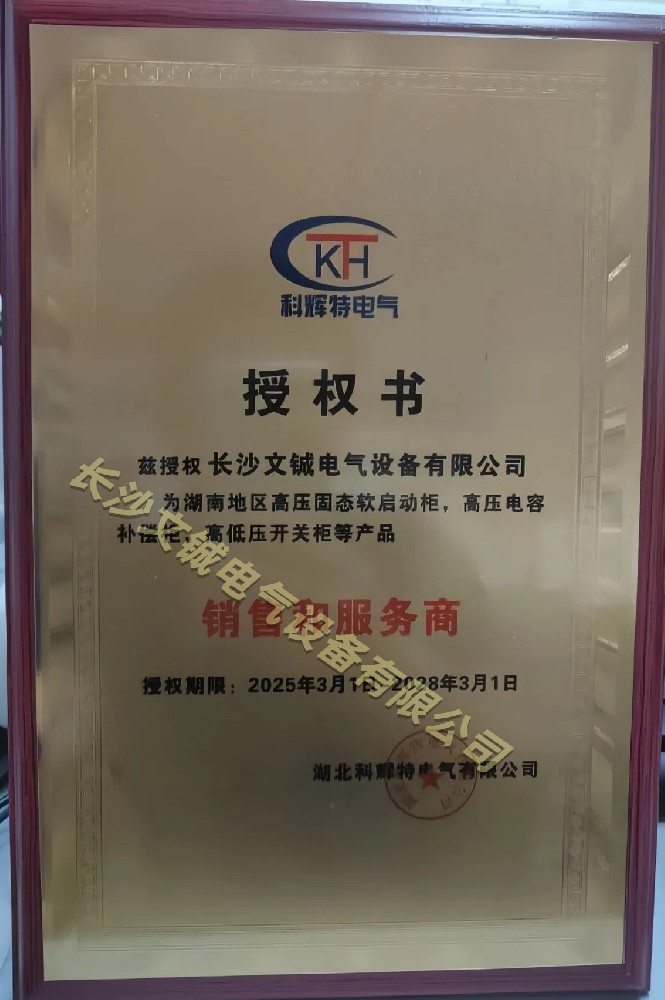 KTH
科辉特电气
授权书
兹授权 长沙文铖电气设备有限公司
为湖南地区高压固态软启动柜，高压电容
补偿柜，高低压开关柜等产品
销售和服务商
授权期限：2025年3月1日-2028年3月1日
湖北科辉特电气有限公司
长沙文诚电气设备有限公司